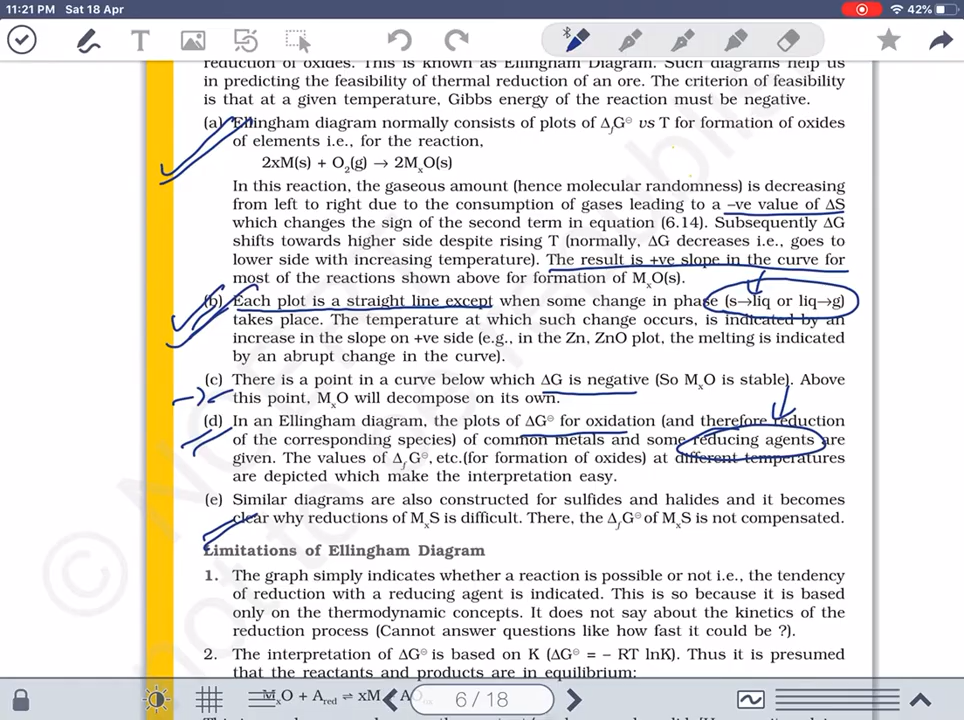 11:21 PM Sat 18 Apr 42%
T
reduction of oxides. This is known as Ellingham Diagram. Such diagrams help us
in predicting the feasibility of thermal reduction of an ore. The criterion of feasibility
is that at a given temperature, Gibbs energy of the reaction must be negative.
(a) Ellingham diagram normally consists of plots of ΔfG⊖ vs T for formation of oxides
of elements i.e., for the reaction,
2xM(s) + O2(g) → 2MxO(s)
In this reaction, the gaseous amount (hence molecular randomness) is decreasing
from left to right due to the consumption of gases leading to a –ve value of ΔS
which changes the sign of the second term in equation (6.14). Subsequently ΔG
shifts towards higher side despite rising T (normally, ΔG decreases i.e., goes to
lower side with increasing temperature). The result is +ve slope in the curve for
most of the reactions shown above for formation of MxO(s).
(b) Each plot is a straight line except when some change in phase (s→liq or liq→g)
takes place. The temperature at which such change occurs, is indicated by an
increase in the slope on +ve side (e.g., in the Zn, ZnO plot, the melting is indicated
by an abrupt change in the curve).
(c) There is a point in a curve below which ΔG is negative (So MxO is stable). Above
this point, MxO will decompose on its own.
(d) In an Ellingham diagram, the plots of ΔG⊖ for oxidation (and therefore reduction
of the corresponding species) of common metals and some reducing agents are
given. The values of ΔfG⊖, etc.(for formation of oxides) at different temperatures
are depicted which make the interpretation easy.
(e) Similar diagrams are also constructed for sulfides and halides and it becomes
clear why reductions of MxS is difficult. There, the ΔfG⊖ of MxS is not compensated.
Limitations of Ellingham Diagram
1. The graph simply indicates whether a reaction is possible or not i.e., the tendency
of reduction with a reducing agent is indicated. This is so because it is based
only on the thermodynamic concepts. It does not say about the kinetics of the
reduction process (Cannot answer questions like how fast it could be ?).
2. The interpretation of ΔG⊖ is based on K (ΔG⊖ = – RT lnK). Thus it is presumed
that the reactants and products are in equilibrium:
MxO + Ared ⇌ xM AO
6 / 18